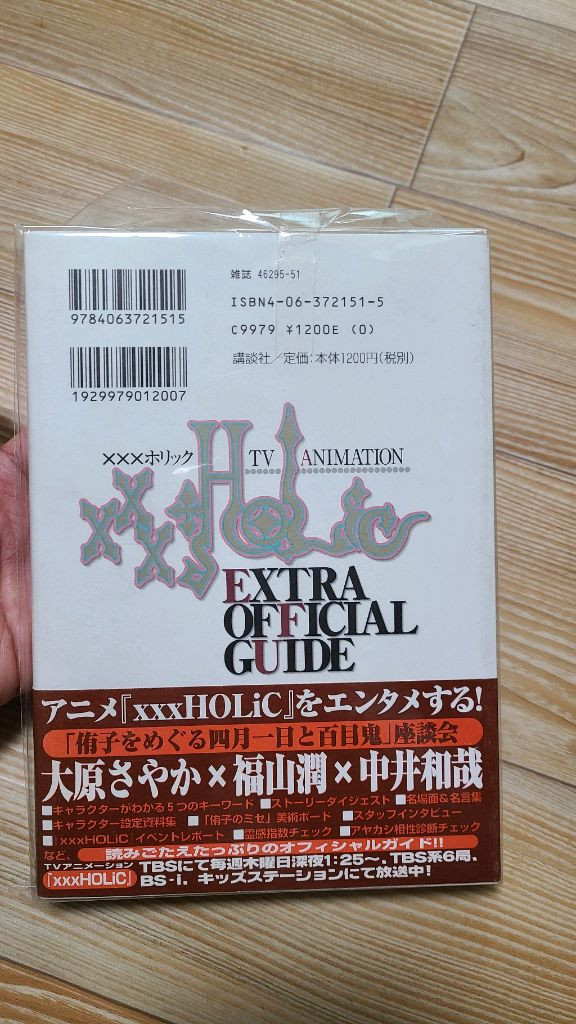 雑誌 46295-51
9784063721515
ISBN4-06-372151-5
C9979 ¥1200E (0)
講談社/定価:本体1200円(税別)
1929979012007
×××ホリック TV ANIMATION
xxxHOLiC
EXTRA
OFFICIAL
GUIDE
アニメ『xxxHOLiC』をエンタメする!
「侑子をめぐる四月一日と百目鬼」座談会
大原さやか×福山潤×中井和哉
■キャラクターがわかる5つのキーワード ■ストーリーダイジェスト ■名場面&名言集
■キャラクター設定資料集 ■「侑子のミセ」美術ボード ■スタッフインタビュー
■『xxxHOLiC』イベントレポート ■霊感指数チェック ■アヤカシ相性診断チェック
など、読みごたえたっぷりのオフィシャルガイド!!
TVアニメーション
『xxxHOLiC』
TBSにて毎週木曜日深夜1:25〜、TBS系6局、
BS-i、キッズステーションにて放送中!